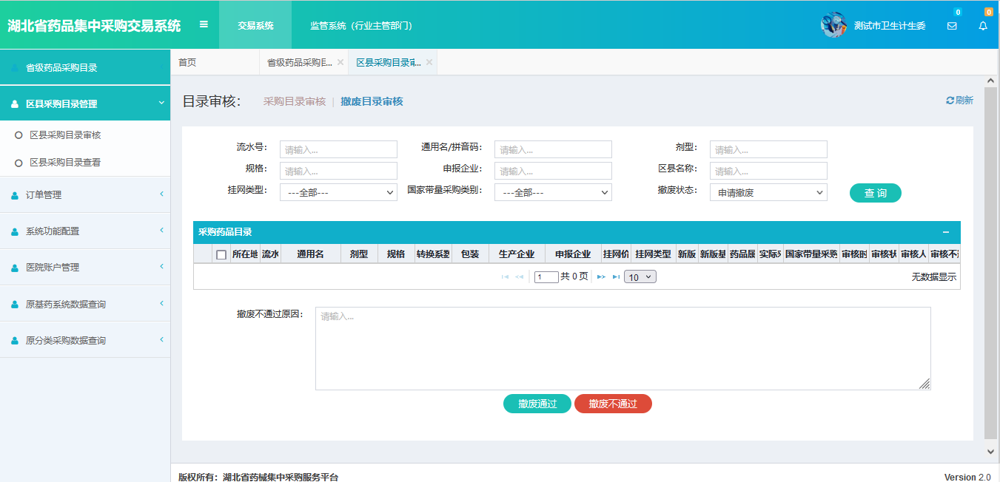 湖北省药品集中采购交易系统 交易系统 监管系统（行业主管部门） 测试市卫生计生委 0 0
省级药品采购目录
区县采购目录管理
区县采购目录审核
区县采购目录查看
订单管理
系统功能配置
医院账户管理
原基药系统数据查询
原分类采购数据查询
首页 省级药品采购目... 区县采购目录审...
目录审核： 采购目录审核 | 撤废目录审核 刷新
流水号： 请输入... 通用名/拼音码： 请输入... 剂型： 请输入...
规格： 请输入... 申报企业： 请输入... 区县名称： 请输入...
挂网类型： ---全部--- 国家带量采购类别： ---全部--- 撤废状态： 申请撤废 查 询
采购药品目录
所在地 流水 通用名 剂型 规格 转换系数 包装 生产企业 申报企业 挂网价 挂网类型 新版 新版基 药品属 实际 国家带量采购 审核时 审核状 审核人 审核不
1 共 0 页 10 无数据显示
撤废不通过原因： 请输入...
撤废通过 撤废不通过
版权所有：湖北省药械集中采购服务平台 Version 2.0